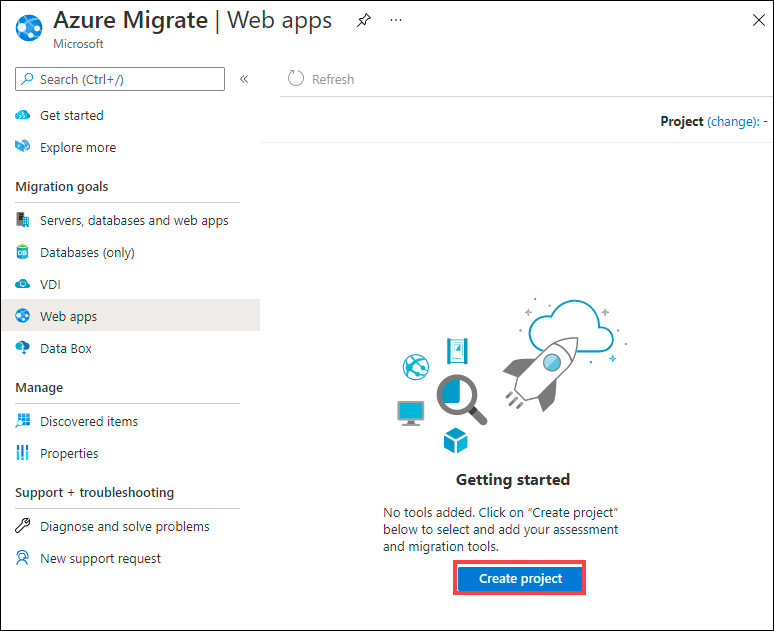 Azure Migrate | Web apps
Microsoft
Search (Ctrl+/)
«
Refresh
Project (change): -
Get started
Explore more
Migration goals
Servers, databases and web apps
DB
Databases (only)
VDI
Web apps
Data Box
Manage
Discovered items
Properties
Support + troubleshooting
Diagnose and solve problems
New support request
Getting started
No tools added. Click on “Create project”
below to select and add your assessment
and migration tools.
Create project